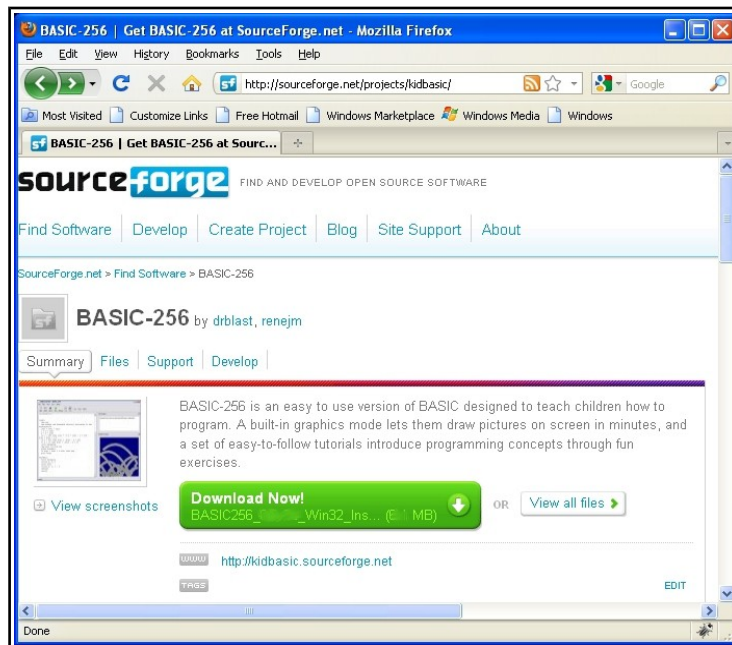 BASIC-256 | Get BASIC-256 at SourceForge.net - Mozilla Firefox
File Edit View History Bookmarks Tools Help
http://sourceforge.net/projects/kidbasic/ Google
Most Visited Customize Links Free Hotmail Windows Marketplace Windows Media Windows
sf BASIC-256 | Get BASIC-256 at Sourc...
sourceforge FIND AND DEVELOP OPEN SOURCE SOFTWARE
Find Software Develop Create Project Blog Site Support About
SourceForge.net > Find Software > BASIC-256
BASIC-256 by drblast, renejm
Summary Files Support Develop
BASIC-256 is an easy to use version of BASIC designed to teach children how to
program. A built-in graphics mode lets them draw pictures on screen in minutes, and
a set of easy-to-follow tutorials introduce programming concepts through fun
exercises.
View screenshots
Download Now!
BASIC256_ _Win32_Ins... ( MB)
OR View all files
www http://kidbasic.sourceforge.net
TAGS EDIT
Done